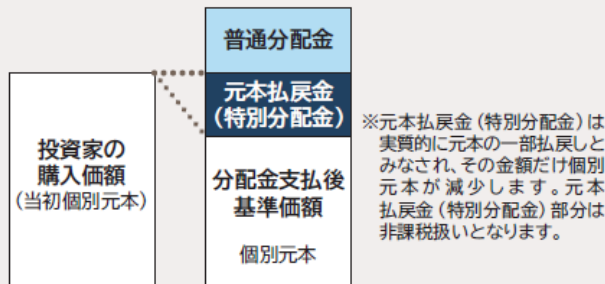 普通分配金
元本払戻金
(特別分配金)
投資家の
購入価額
(当初個別元本)
分配金支払後
基準価額
個別元本
※元本払戻金(特別分配金)は
実質的に元本の一部払戻しと
みなされ、その金額だけ個別
元本が減少します。元本
払戻金(特別分配金)部分は
非課税扱いとなります。